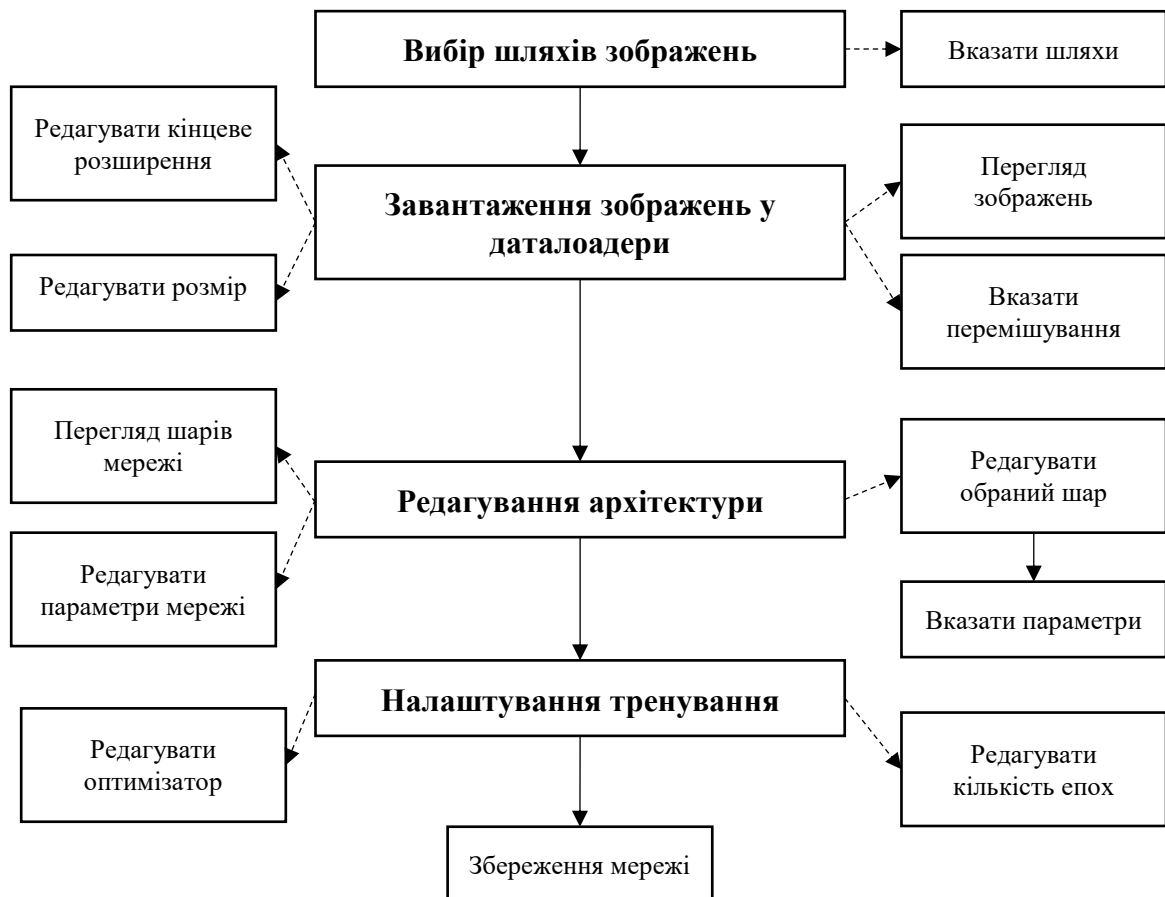 Вибір шляхів зображень
Вказати шляхи
Редагувати кінцеве
розширення
Завантаження зображень у
даталоадери
Перегляд
зображень
Редагувати розмір
Вказати
перемішування
Перегляд шарів
мережі
Редагування архітектури
Редагувати
обраний шар
Редагувати
параметри мережі
Вказати параметри
Налаштування тренування
Редагувати
оптимізатор
Редагувати
кількість епох
Збереження мережі